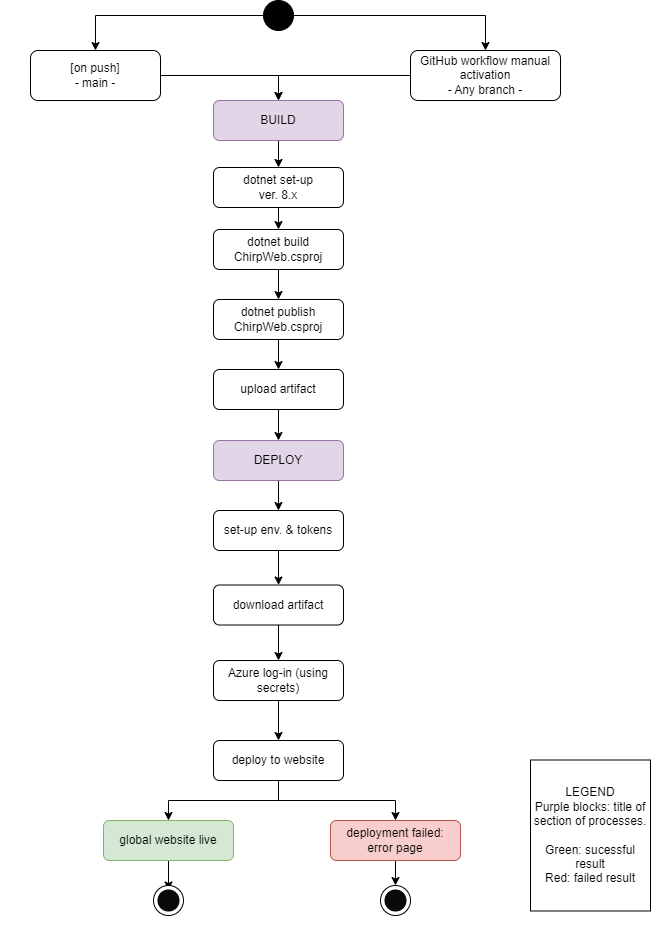 [on push]
- main -
GitHub workflow manual
activation
- Any branch -
BUILD
dotnet set-up
ver. 8.x
dotnet build
ChirpWeb.csproj
dotnet publish
ChirpWeb.csproj
upload artifact
DEPLOY
set-up env. & tokens
download artifact
Azure log-in (using
secrets)
deploy to website
global website live
deployment failed:
error page
LEGEND
Purple blocks: title of
section of processes.
Green: sucessful
result
Red: failed result